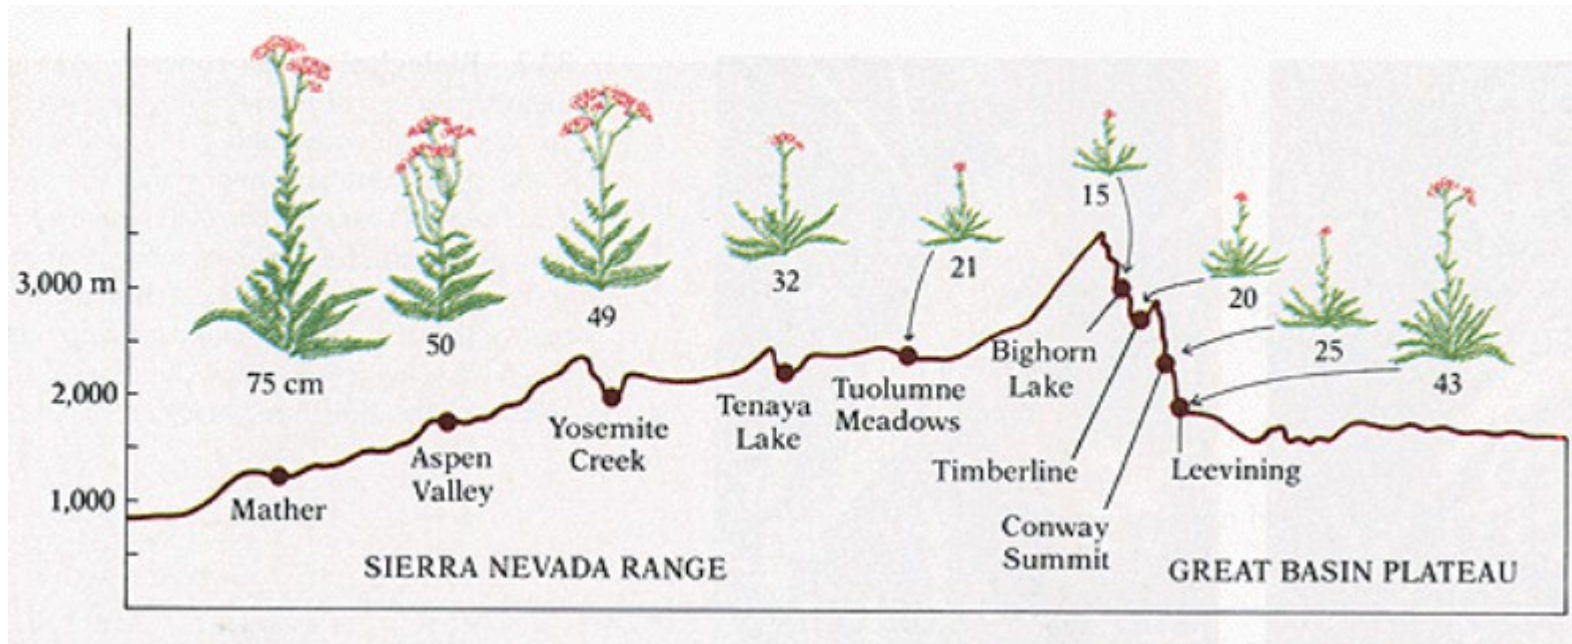 3,000 m
2,000
1,000
75 cm
50
49
32
21
15
20
25
43
Mather
Aspen
Valley
Yosemite
Creek
Tenaya
Lake
Tuolumne
Meadows
Bighorn
Lake
Timberline
Conway
Summit
Leevining
SIERRA NEVADA RANGE
GREAT BASIN PLATEAU